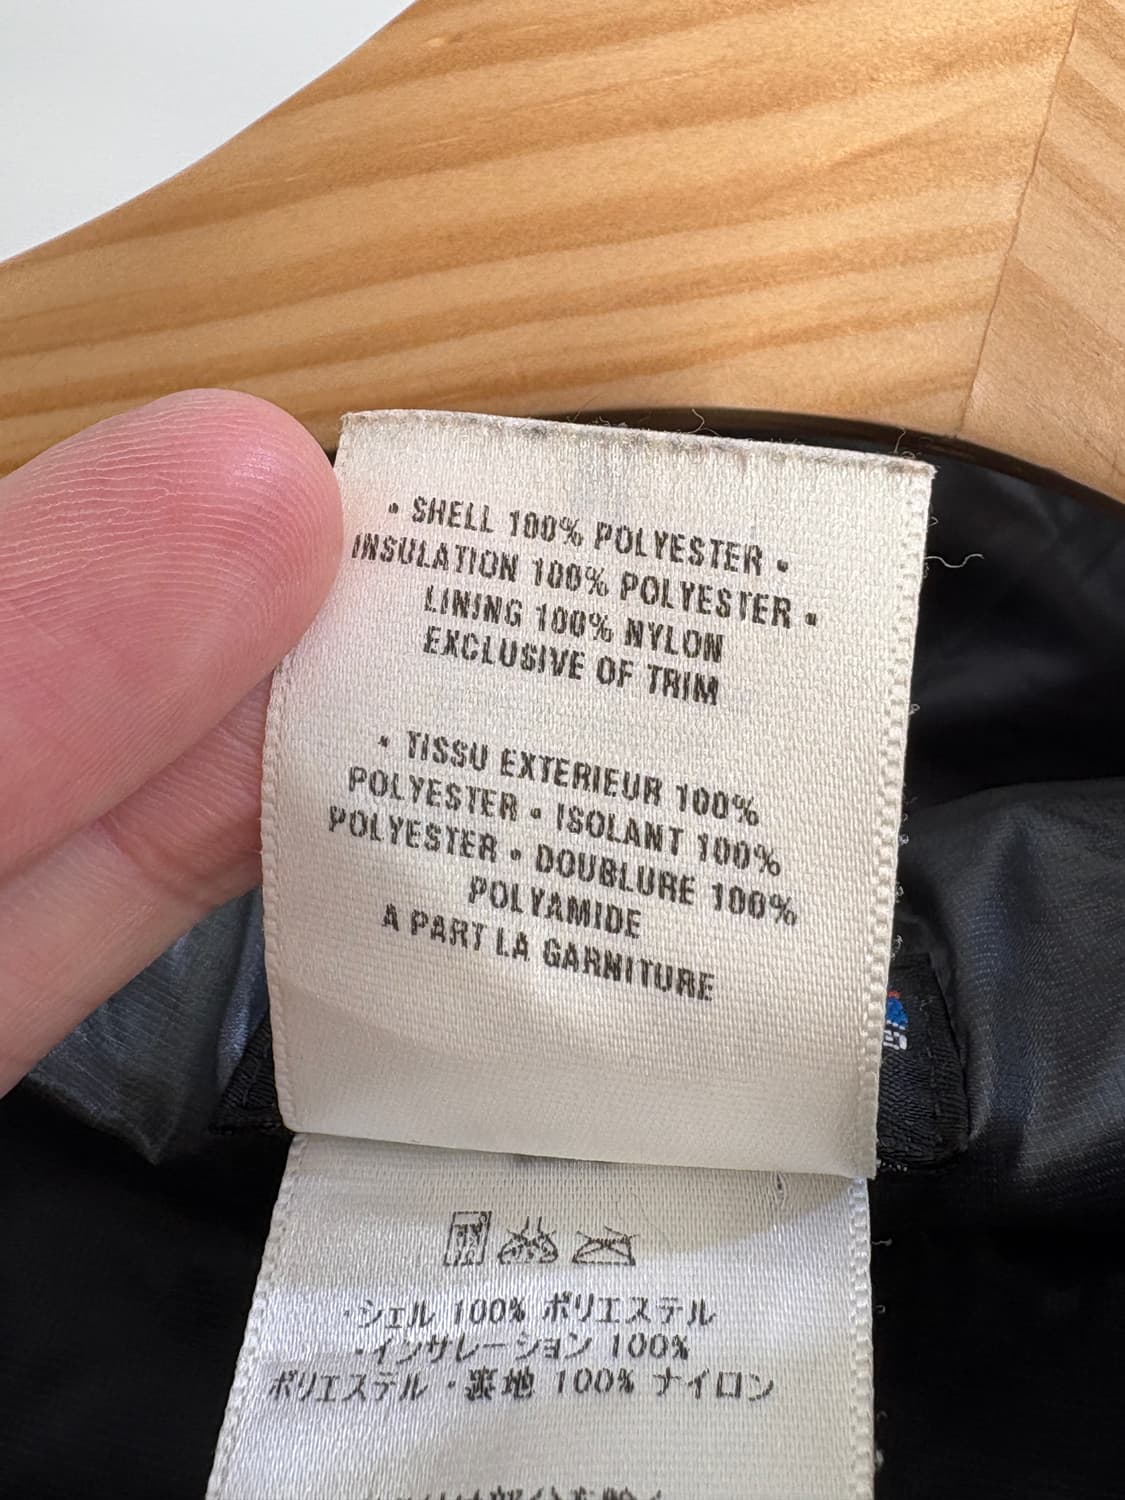 • SHELL 100% POLYESTER •
INSULATION 100% POLYESTER •
LINING 100% NYLON
EXCLUSIVE OF TRIM
• TISSU EXTERIEUR 100%
POLYESTER • ISOLANT 100%
POLYESTER • DOUBLURE 100%
POLYAMIDE
A PART LA GARNITURE
・シェル 100% ポリエステル
・インサレーション 100%
ポリエステル ・裏地 100% ナイロン